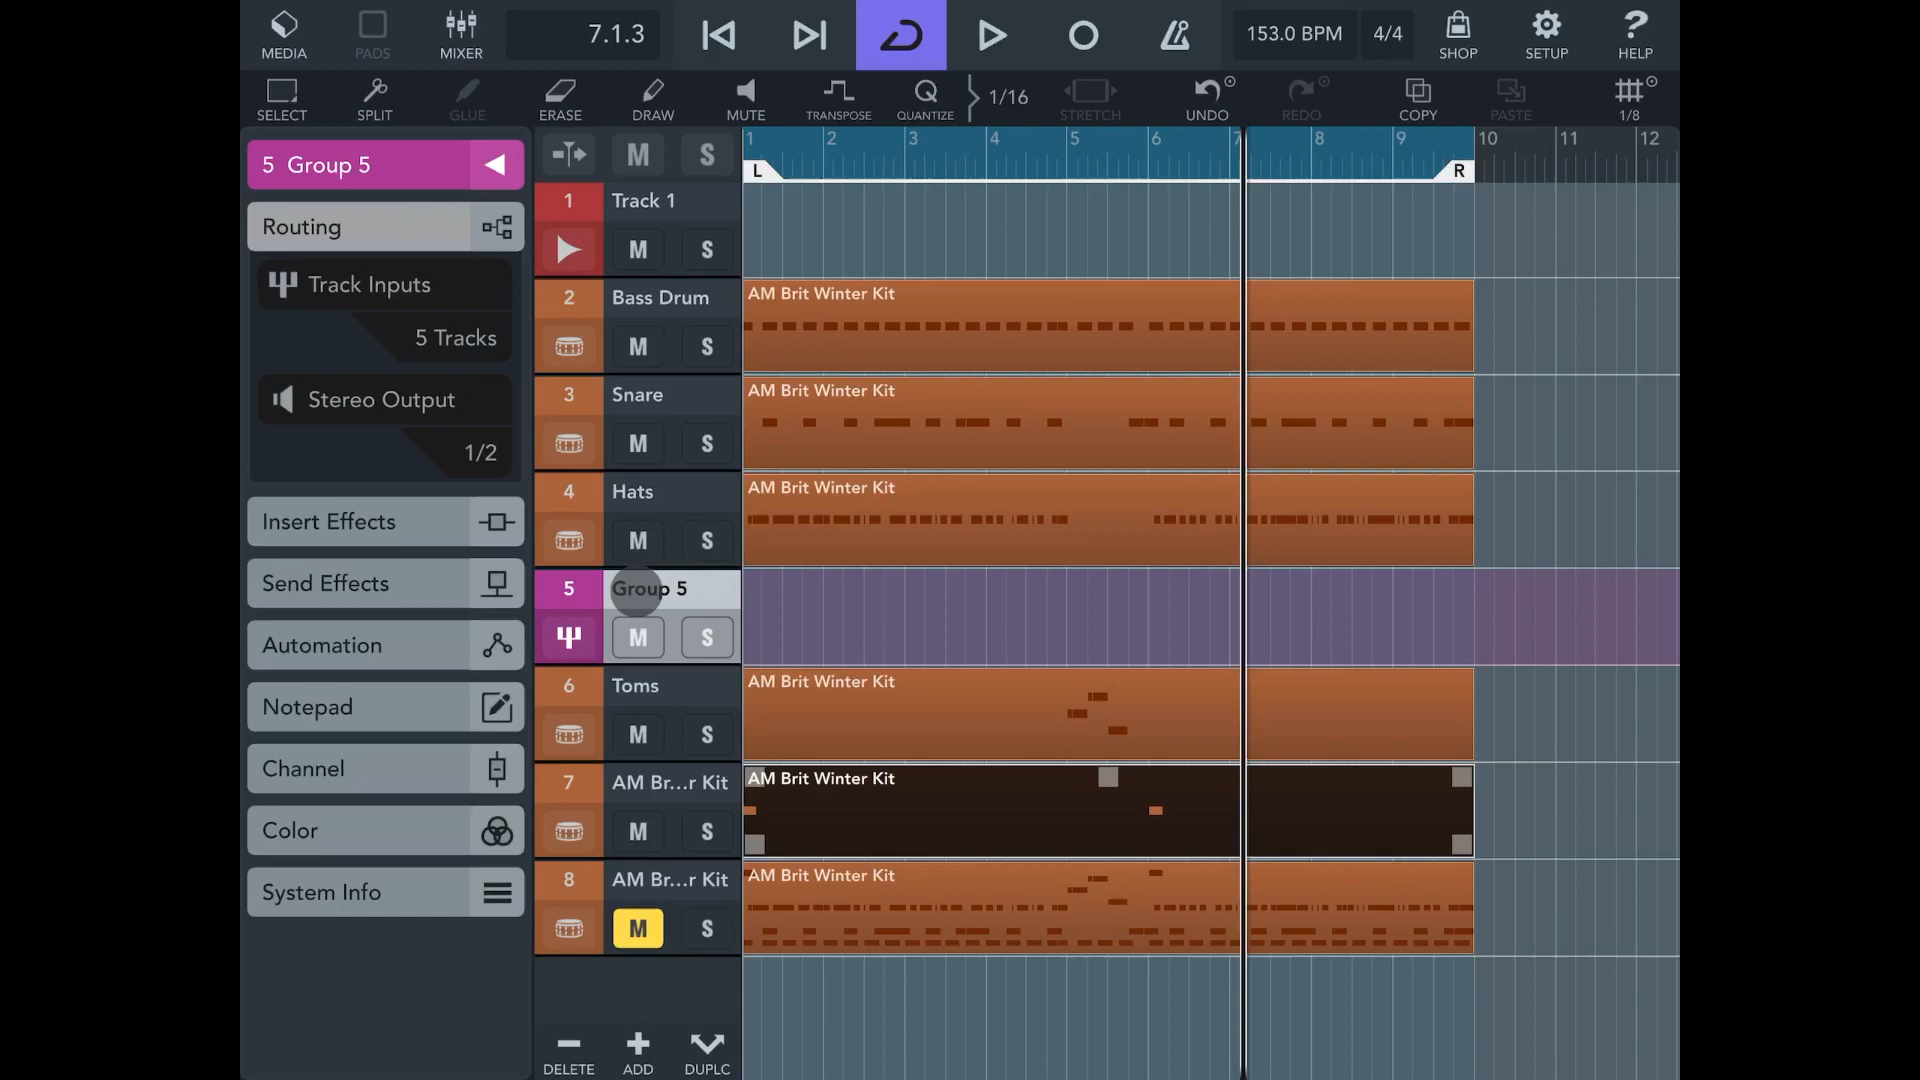 MEDIA
PADS
MIXER
7.1.3
153.0 BPM
4/4
SHOP
SETUP
HELP
SELECT
SPLIT
GLUE
ERASE
DRAW
MUTE
TRANSPOSE
QUANTIZE
1/16
STRETCH
UNDO
REDO
COPY
PASTE
1/8
5 Group 5
Routing
Track Inputs
5 Tracks
Stereo Output
1/2
Insert Effects
Send Effects
Automation
Notepad
Channel
Color
System Info
M S
1 2 3 4 5 6 7 8 9 10 11 12
L R
1 Track 1
M S
2 Bass Drum
M S
AM Brit Winter Kit
3 Snare
M S
AM Brit Winter Kit
4 Hats
M S
AM Brit Winter Kit
5 Group 5
M S
6 Toms
M S
AM Brit Winter Kit
7 AM Br...r Kit
M S
AM Brit Winter Kit
8 AM Br...r Kit
M S
AM Brit Winter Kit
DELETE
ADD
DUPLC